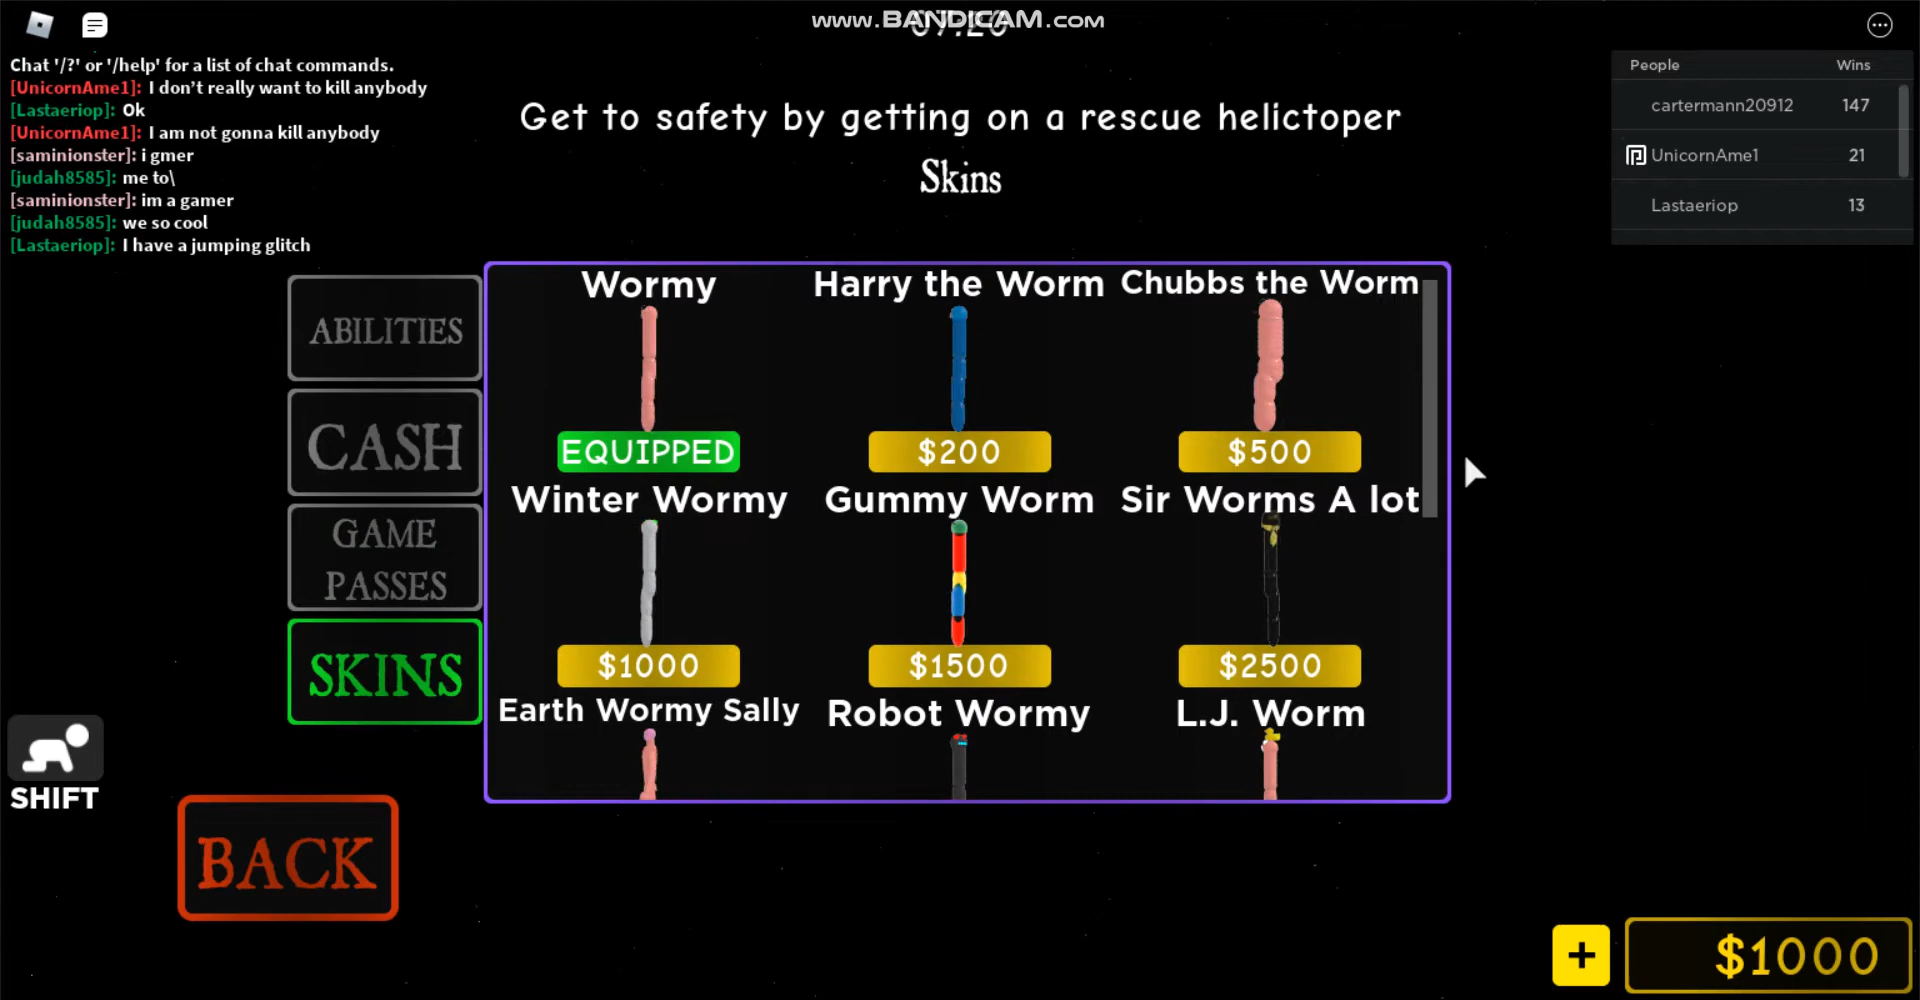 www.BANDICAM.com
Chat '/?' or '/help' for a list of chat commands.
[UnicornAme1]: I don't really want to kill anybody
[Lastaeriop]: Ok
[UnicornAme1]: I am not gonna kill anybody
[saminionster]: i gmer
[judah8585]: me to\
[saminionster]: im a gamer
[judah8585]: we so cool
[Lastaeriop]: I have a jumping glitch
Get to safety by getting on a rescue helictoper
Skins
People Wins
cartermann20912 147
UnicornAme1 21
Lastaeriop 13
ABILITIES
CASH
GAME
PASSES
SKINS
Wormy Harry the Worm Chubbs the Worm
EQUIPPED $200 $500
Winter Wormy Gummy Worm Sir Worms A lot
$1000 $1500 $2500
Earth Wormy Sally Robot Wormy L.J. Worm
SHIFT
BACK
+ $1000